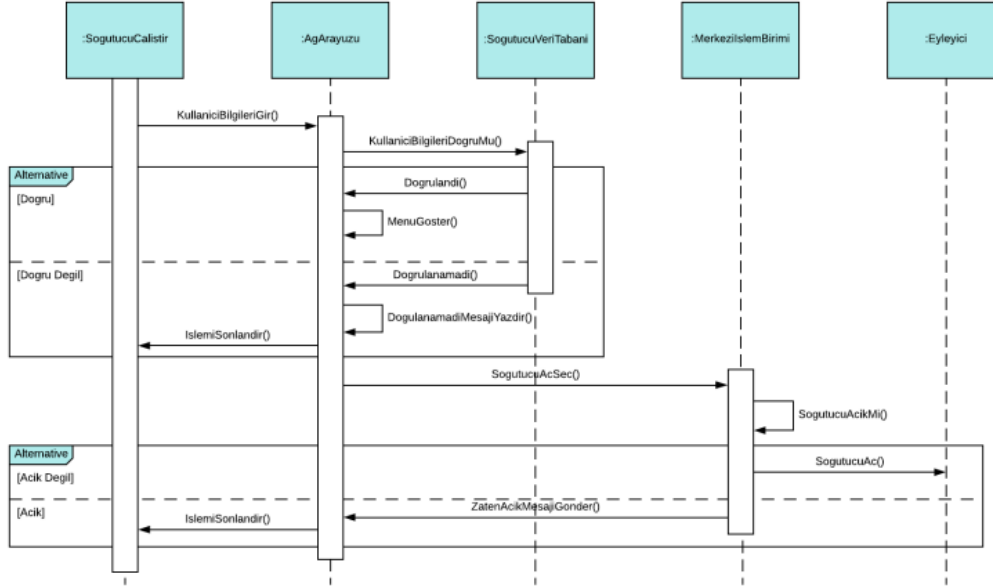 :SogutucuCalistir
:AgArayuzu
:SogutucuVeriTabani
:MerkeziIslemBirimi
:Eyleyici
KullaniciBilgileriGir()
KullaniciBilgileriDogruMu()
Alternative
[Dogru]
Dogrulandi()
MenuGoster()
[Dogru Degil]
Dogrulanamadi()
DogulanamadiMesajiYazdir()
IslemiSonlandir()
SogutucuAcSec()
SogutucuAcikMi()
Alternative
[Acik Degil]
SogutucuAc()
[Acik]
ZatenAcikMesajiGonder()
IslemiSonlandir()